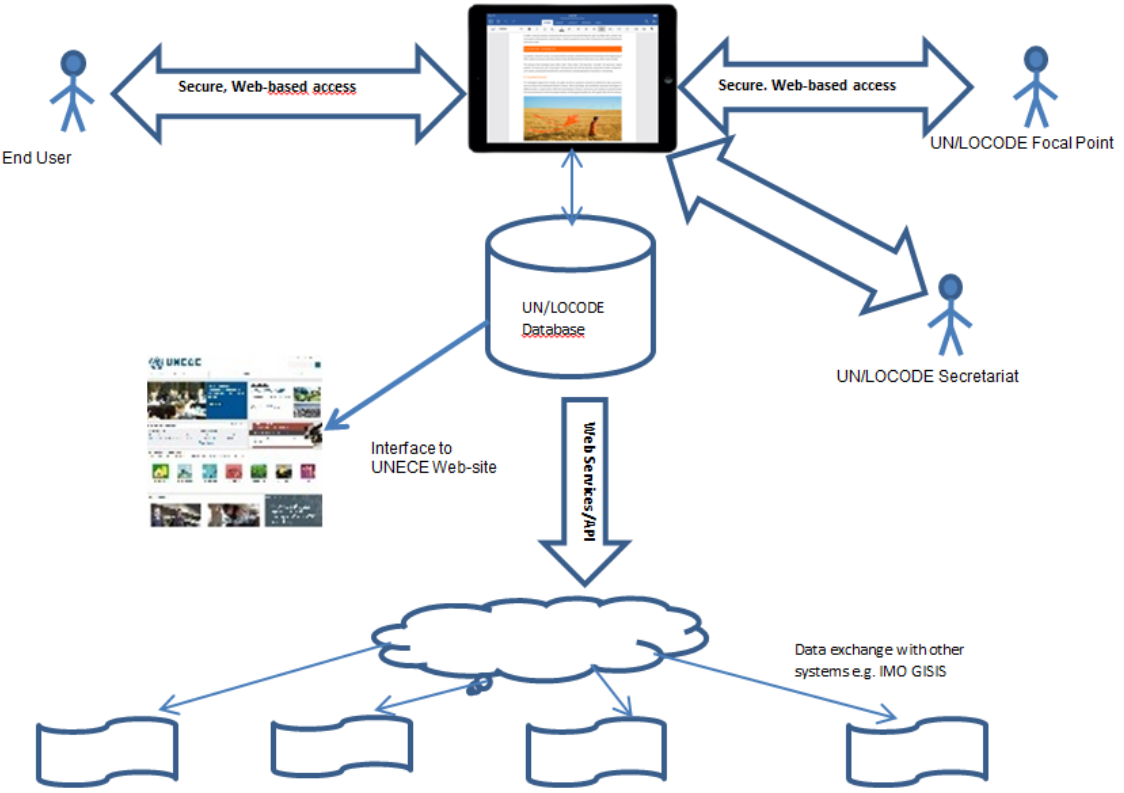 Secure, Web-based access
Secure. Web-based access
End User
UN/LOCODE Focal Point
UN/LOCODE
Database
UN/LOCODE Secretariat
UNECE
Interface to
UNECE Web-site
Web Services/API
Data exchange with other
systems e.g. IMO GISIS